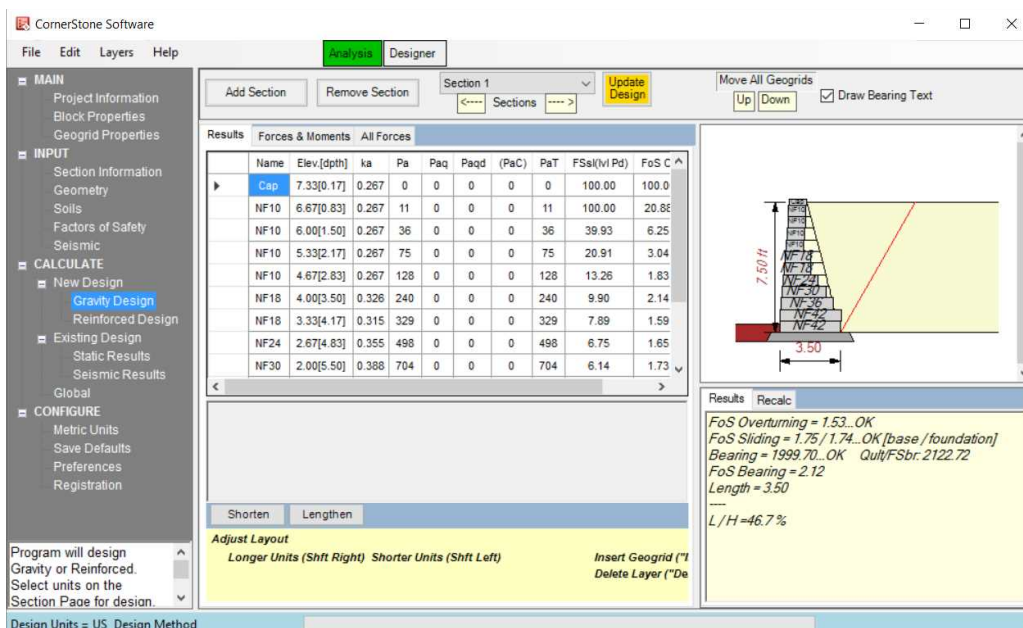 CornerStone Software
File Edit Layers Help
Analysis Designer
MAIN
Project Information
Block Properties
Geogrid Properties
INPUT
Section Information
Geometry
Soils
Factors of Safety
Seismic
CALCULATE
New Design
Gravity Design
Reinforced Design
Existing Design
Static Results
Seismic Results
Global
CONFIGURE
Metric Units
Save Defaults
Preferences
Registration
Program will design
Gravity or Reinforced.
Select units on the
Section Page for design.
Add Section Remove Section
Section 1
<---- Sections ---->
Update
Design
Move All Geogrids
Up Down
Draw Bearing Text
Results Forces & Moments All Forces
Name Elev.[dpth] ka Pa Paq Paqd (PaC) PaT FSsl(lvl Pd) FoS C
Cap 7.33[0.17] 0.267 0 0 0 0 0 100.00 100.0
NF10 6.67[0.83] 0.267 11 0 0 0 11 100.00 20.88
NF10 6.00[1.50] 0.267 36 0 0 0 36 39.93 6.25
NF10 5.33[2.17] 0.267 75 0 0 0 75 20.91 3.04
NF10 4.67[2.83] 0.267 128 0 0 0 128 13.26 1.83
NF18 4.00[3.50] 0.326 240 0 0 0 240 9.90 2.14
NF18 3.33[4.17] 0.315 329 0 0 0 329 7.89 1.59
NF24 2.67[4.83] 0.355 498 0 0 0 498 6.75 1.65
NF30 2.00[5.50] 0.388 704 0 0 0 704 6.14 1.73
Shorten Lengthen
Adjust Layout
Longer Units (Shft Right) Shorter Units (Shft Left) Insert Geogrid ("I
Delete Layer ("De
7.50 ft
NF10
NF10
NF10
NF10
NF18
NF18
NF24
NF30
NF36
NF42
NF42
3.50
Results Recalc
FoS Overturning = 1.53...OK
FoS Sliding = 1.75 / 1.74...OK [base / foundation]
Bearing = 1999.70...OK Qult/FSbr: 2122.72
FoS Bearing = 2.12
Length = 3.50
----
L / H =46.7 %
Design Units = US Design Method